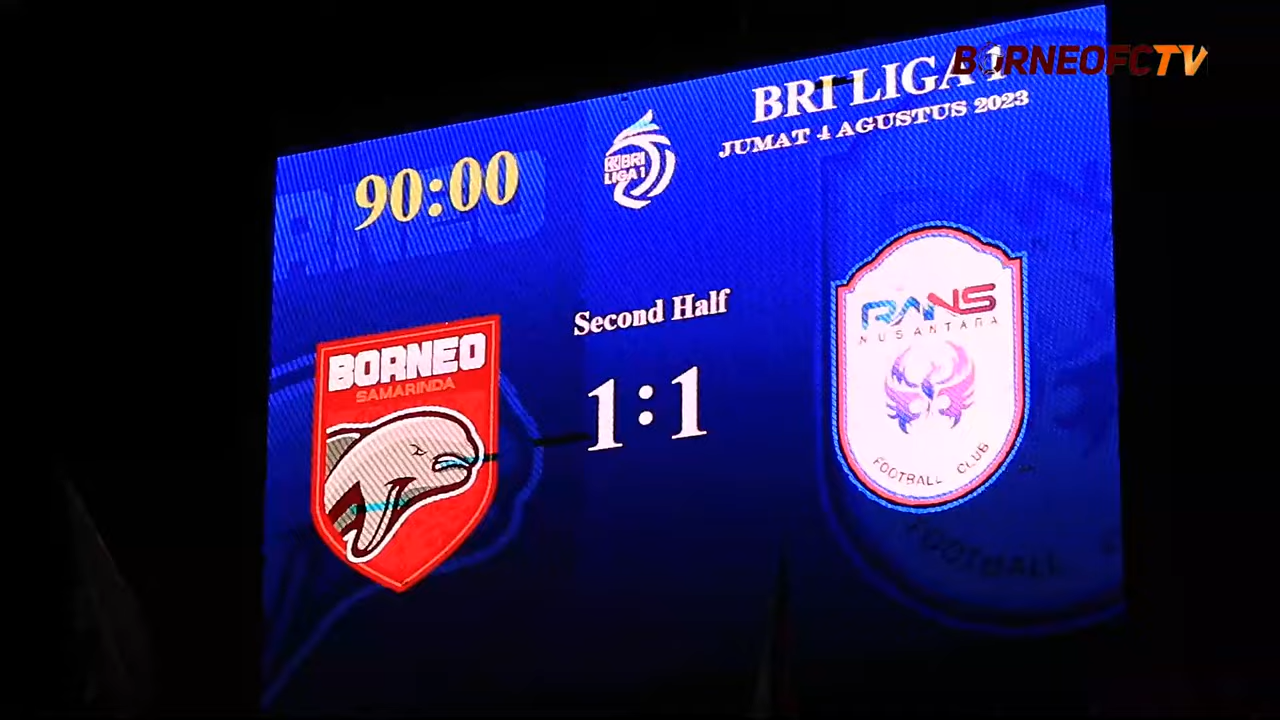 BORNEOFCTV
BRI LIGA 1
JUMAT 4 AGUSTUS 2023
90:00
BRI
LIGA 1
Second Half
1:1
BORNEO
SAMARINDA
RANS
NUSANTARA
FOOTBALL CLUB